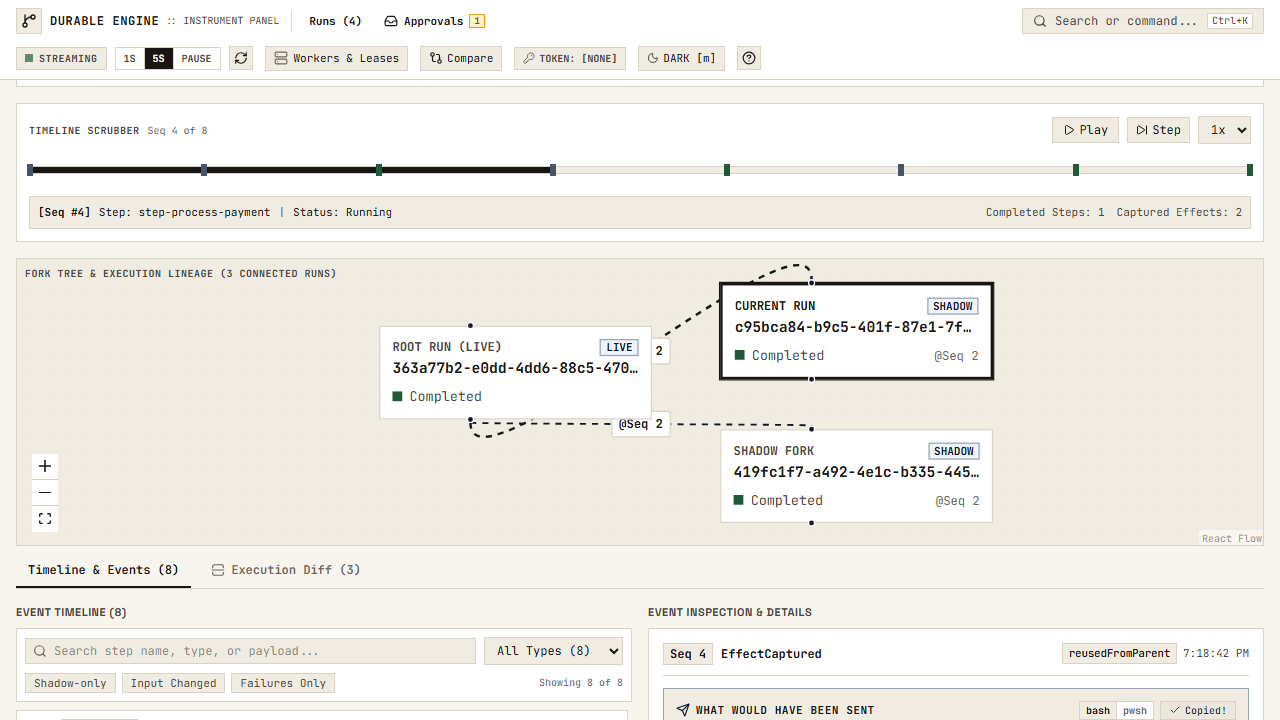 DURABLE ENGINE :: INSTRUMENT PANEL Runs (4) Approvals 1 Search or command... Ctrl+K
STREAMING 1S 5S PAUSE Workers & Leases Compare TOKEN: [NONE] DARK [m]
TIMELINE SCRUBBER Seq 4 of 8 Play Step 1x
[Seq #4] Step: step-process-payment | Status: Running Completed Steps: 1 Captured Effects: 2
FORK TREE & EXECUTION LINEAGE (3 CONNECTED RUNS)
CURRENT RUN SHADOW
c95bca84-b9c5-401f-87e1-7f…
Completed @Seq 2
ROOT RUN (LIVE) LIVE
363a77b2-e0dd-4dd6-88c5-470…
Completed
2
@Seq 2
SHADOW FORK SHADOW
419fc1f7-a492-4e1c-b335-445…
Completed @Seq 2
React Flow
Timeline & Events (8) Execution Diff (3)
EVENT TIMELINE (8)
Search step name, type, or payload... All Types (8)
Shadow-only Input Changed Failures Only Showing 8 of 8
EVENT INSPECTION & DETAILS
Seq 4 EffectCaptured reusedFromParent 7:18:42 PM
WHAT WOULD HAVE BEEN SENT bash pwsh Copied!